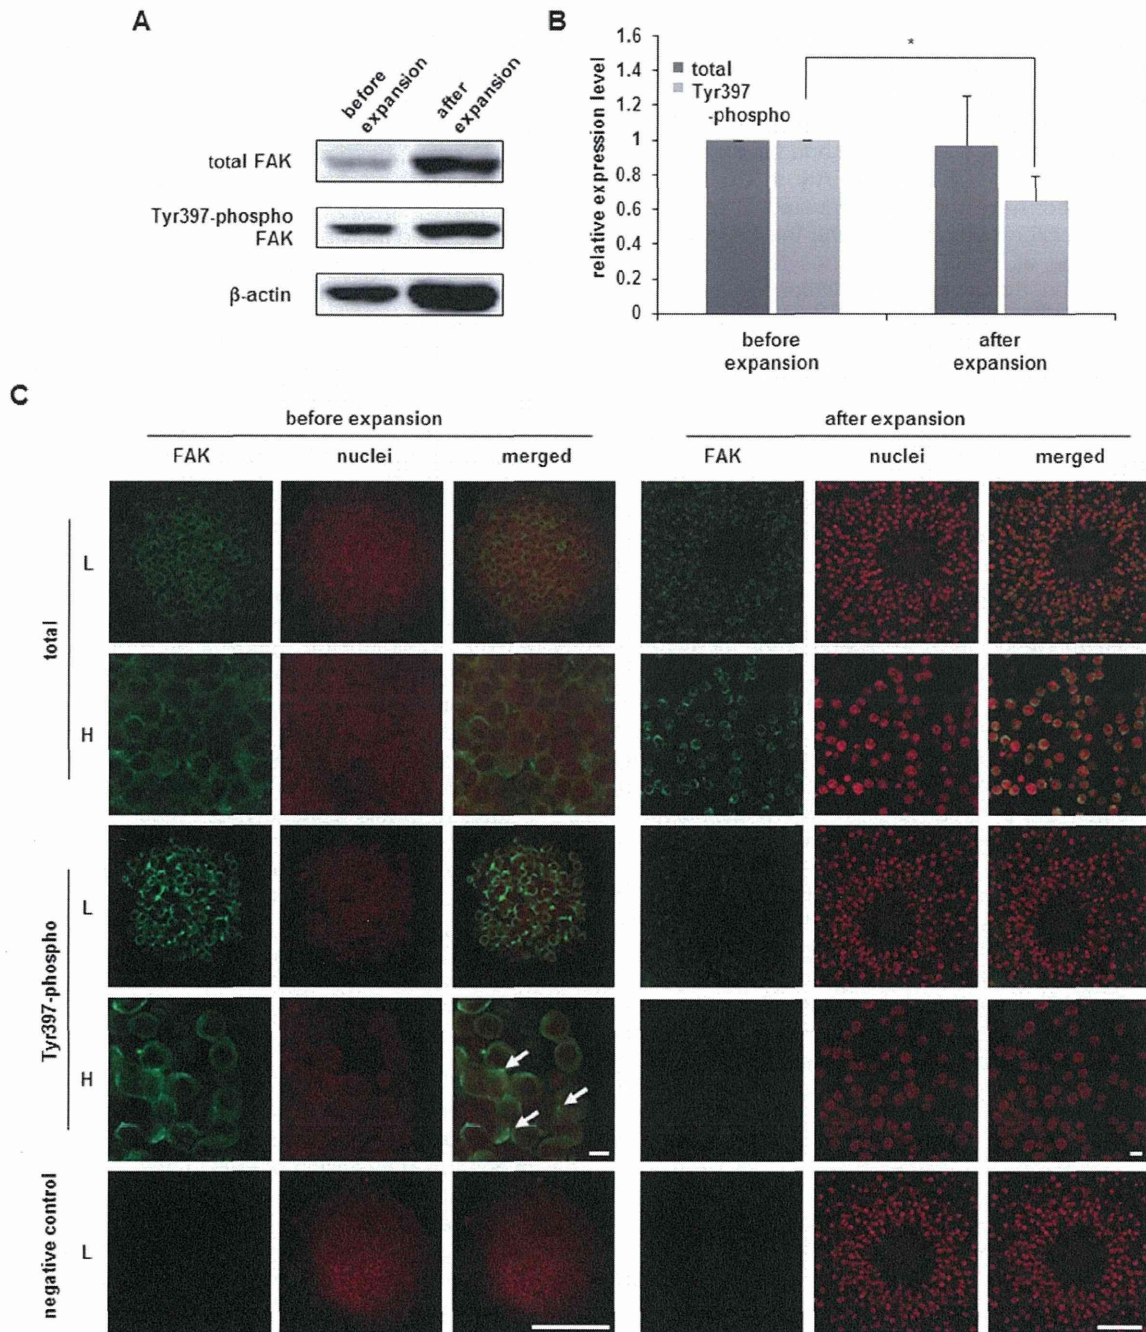 A
before
expansion
after
expansion
total FAK
Tyr397-phospho
FAK
β-actin
B
relative expression level
1.6
1.4
1.2
1
0.8
0.6
0.4
0.2
0
total
Tyr397
-phospho
*
before
expansion
after
expansion
C
before expansion
after expansion
FAK
nuclei
merged
FAK
nuclei
merged
total
L
H
Tyr397-phospho
L
H
negative control
L